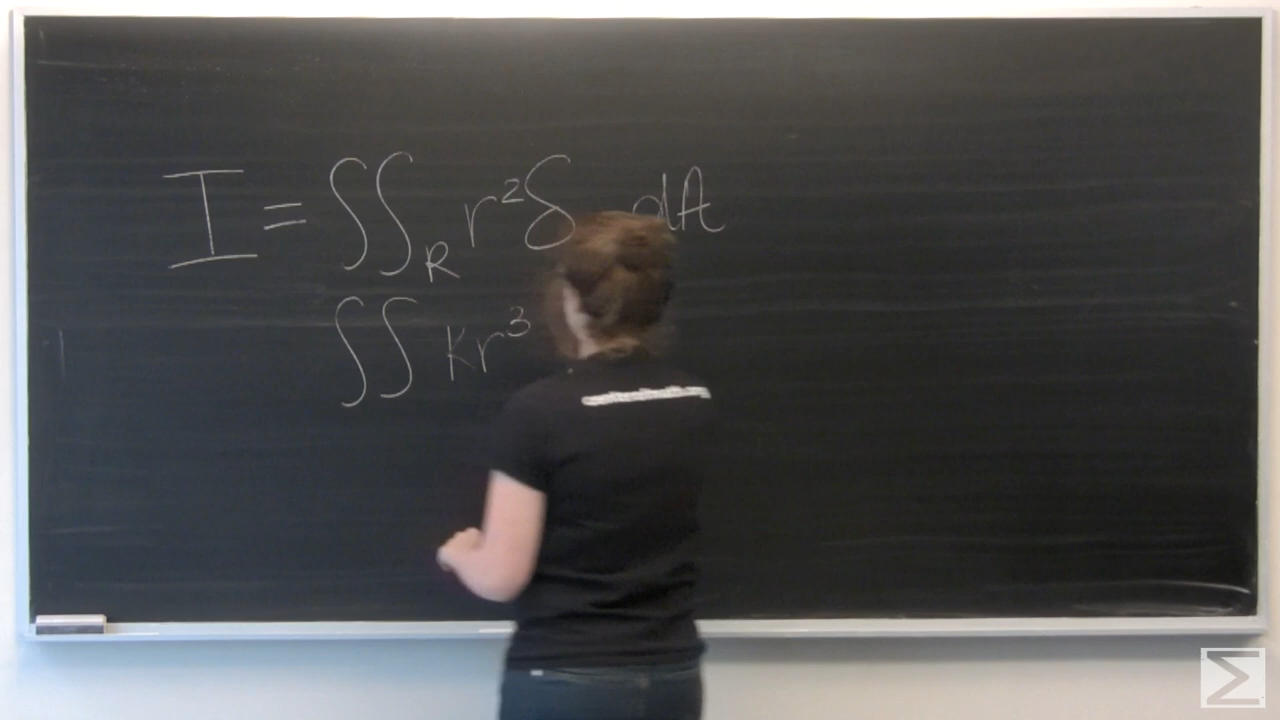 I = ∬_R r²δ dA
∬ kr³